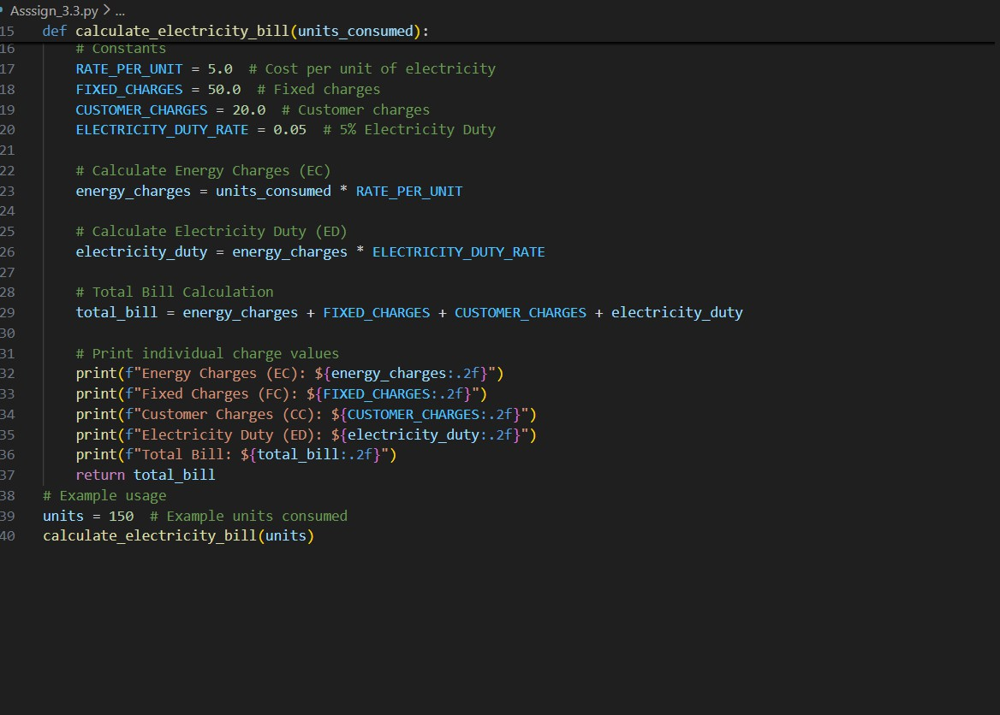 Asssign_3.3.py > ...
15 def calculate_electricity_bill(units_consumed):
16     # Constants
17     RATE_PER_UNIT = 5.0  # Cost per unit of electricity
18     FIXED_CHARGES = 50.0  # Fixed charges
19     CUSTOMER_CHARGES = 20.0  # Customer charges
20     ELECTRICITY_DUTY_RATE = 0.05  # 5% Electricity Duty
21
22     # Calculate Energy Charges (EC)
23     energy_charges = units_consumed * RATE_PER_UNIT
24
25     # Calculate Electricity Duty (ED)
26     electricity_duty = energy_charges * ELECTRICITY_DUTY_RATE
27
28     # Total Bill Calculation
29     total_bill = energy_charges + FIXED_CHARGES + CUSTOMER_CHARGES + electricity_duty
30
31     # Print individual charge values
32     print(f"Energy Charges (EC): ${energy_charges:.2f}")
33     print(f"Fixed Charges (FC): ${FIXED_CHARGES:.2f}")
34     print(f"Customer Charges (CC): ${CUSTOMER_CHARGES:.2f}")
35     print(f"Electricity Duty (ED): ${electricity_duty:.2f}")
36     print(f"Total Bill: ${total_bill:.2f}")
37     return total_bill
38 # Example usage
39 units = 150  # Example units consumed
40 calculate_electricity_bill(units)